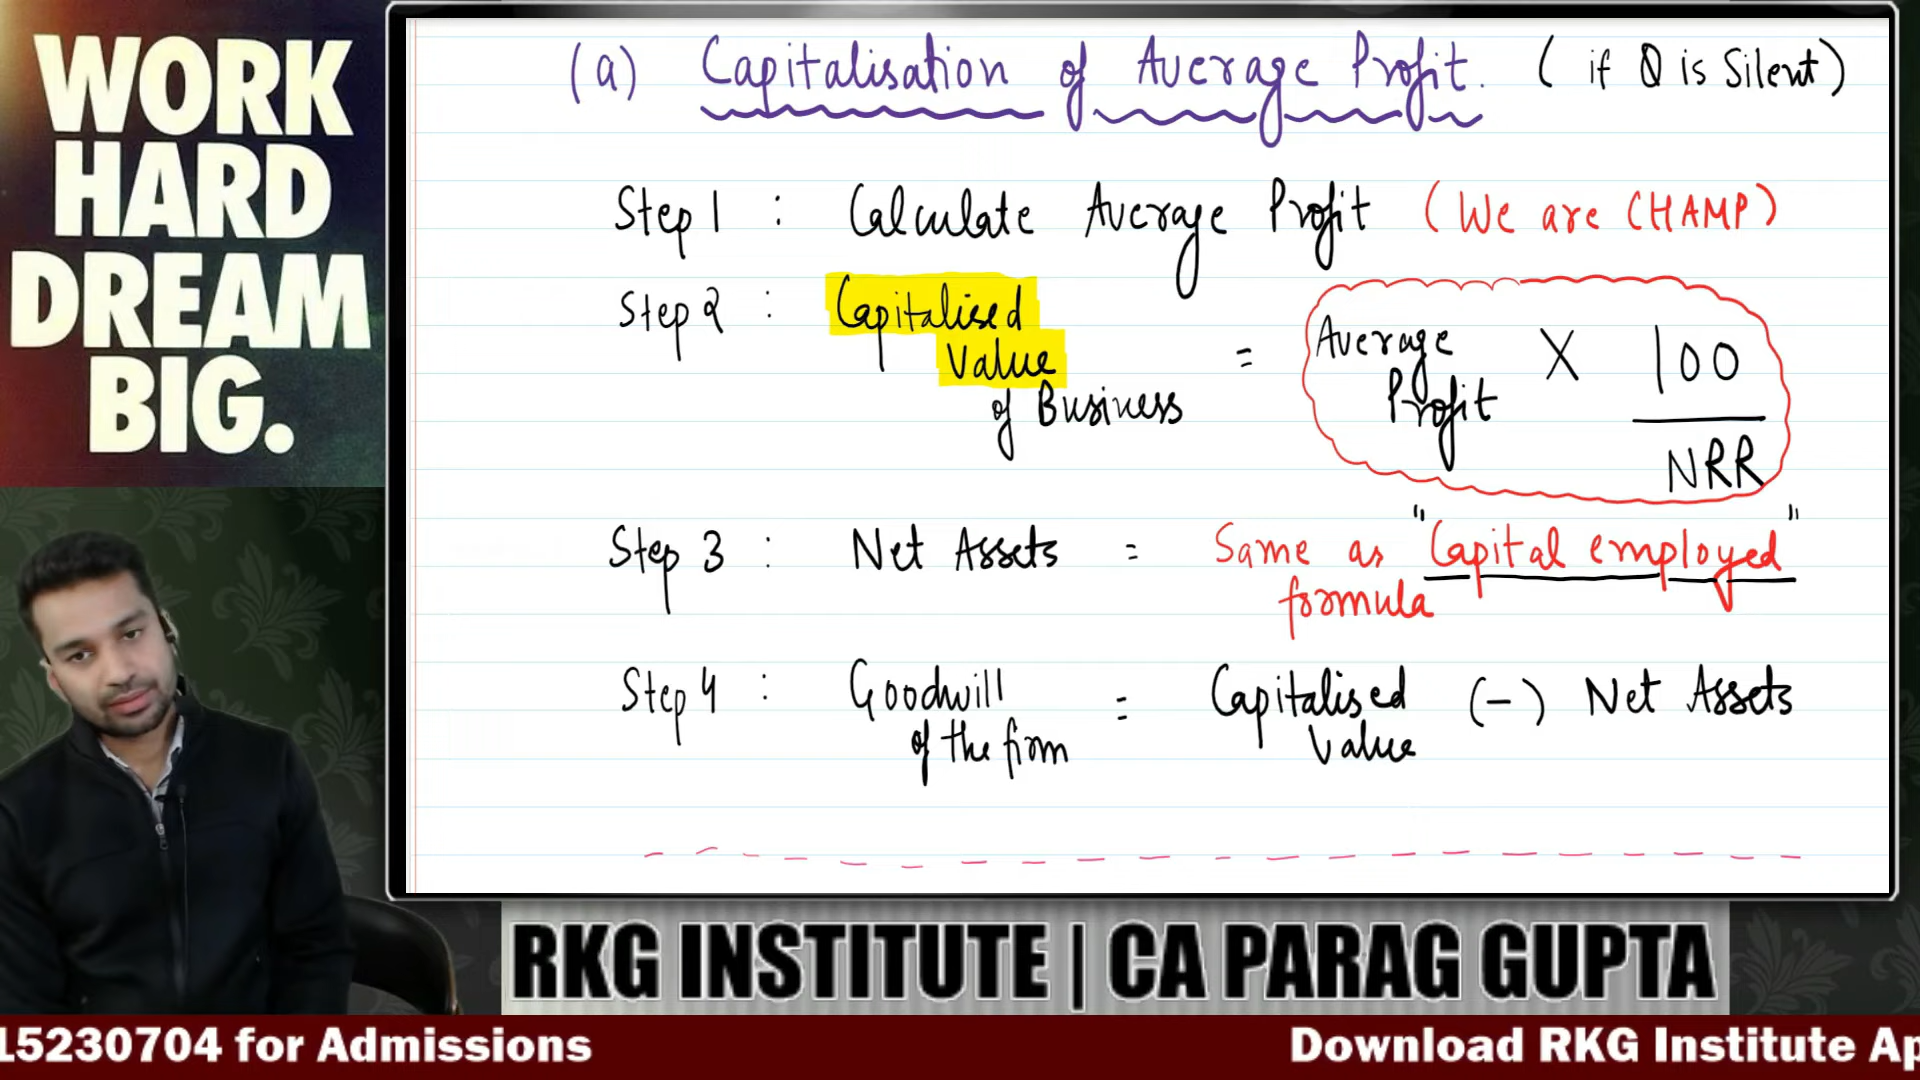 WORK
HARD
DREAM
BIG.
(a) Capitalisation of Average Profit. ( if Q is Silent)
Step 1 : Calculate Average Profit (We are CHAMP)
Step 2 : Capitalised
Value
of Business
= Average
Profit X 100
NRR
Step 3 : Net Assets = Same as "Capital employed"
formula
Step 4 : Goodwill
of the firm
= Capitalised
Value
(-) Net Assets
RKG INSTITUTE | CA PARAG GUPTA
15230704 for Admissions
Download RKG Institute Ap